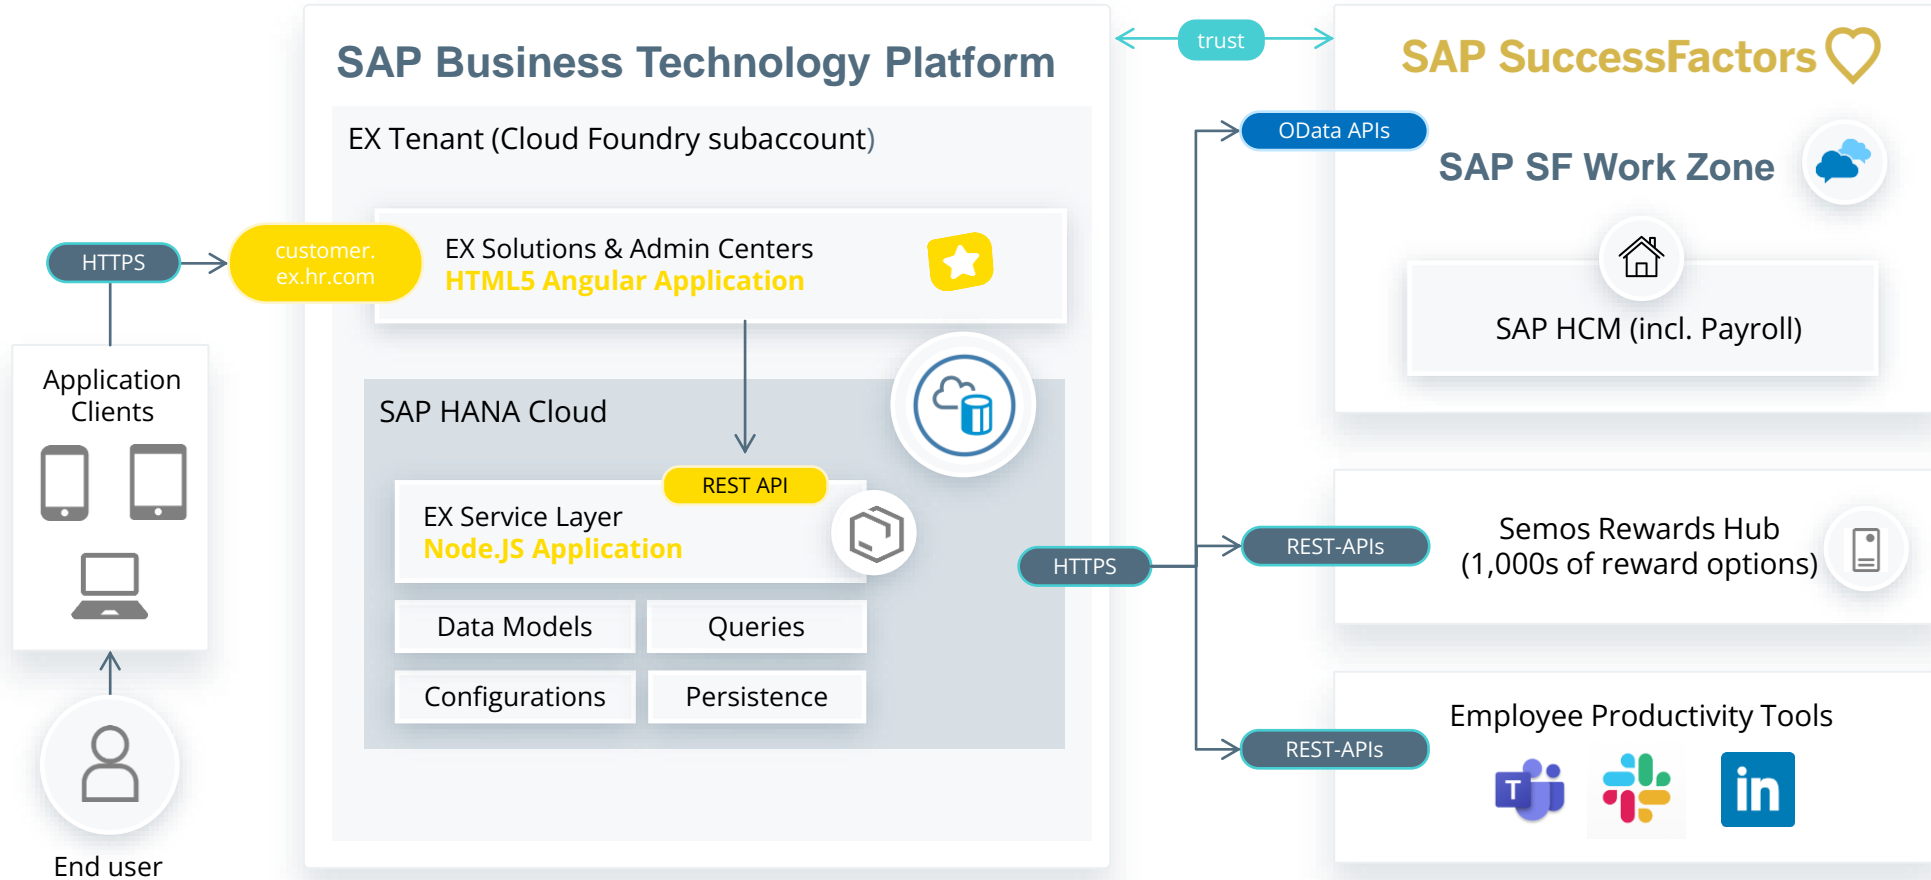 SAP Business Technology Platform
EX Tenant (Cloud Foundry subaccount)
HTTPS
customer.
ex.hr.com
EX Solutions & Admin Centers
HTML5 Angular Application
Application
Clients
End user
SAP HANA Cloud
REST API
EX Service Layer
Node.JS Application
Data Models
Queries
Configurations
Persistence
HTTPS
trust
SAP SuccessFactors
OData APIs
SAP SF Work Zone
SAP HCM (incl. Payroll)
REST-APIs
Semos Rewards Hub
(1,000s of reward options)
REST-APIs
Employee Productivity Tools
T
in